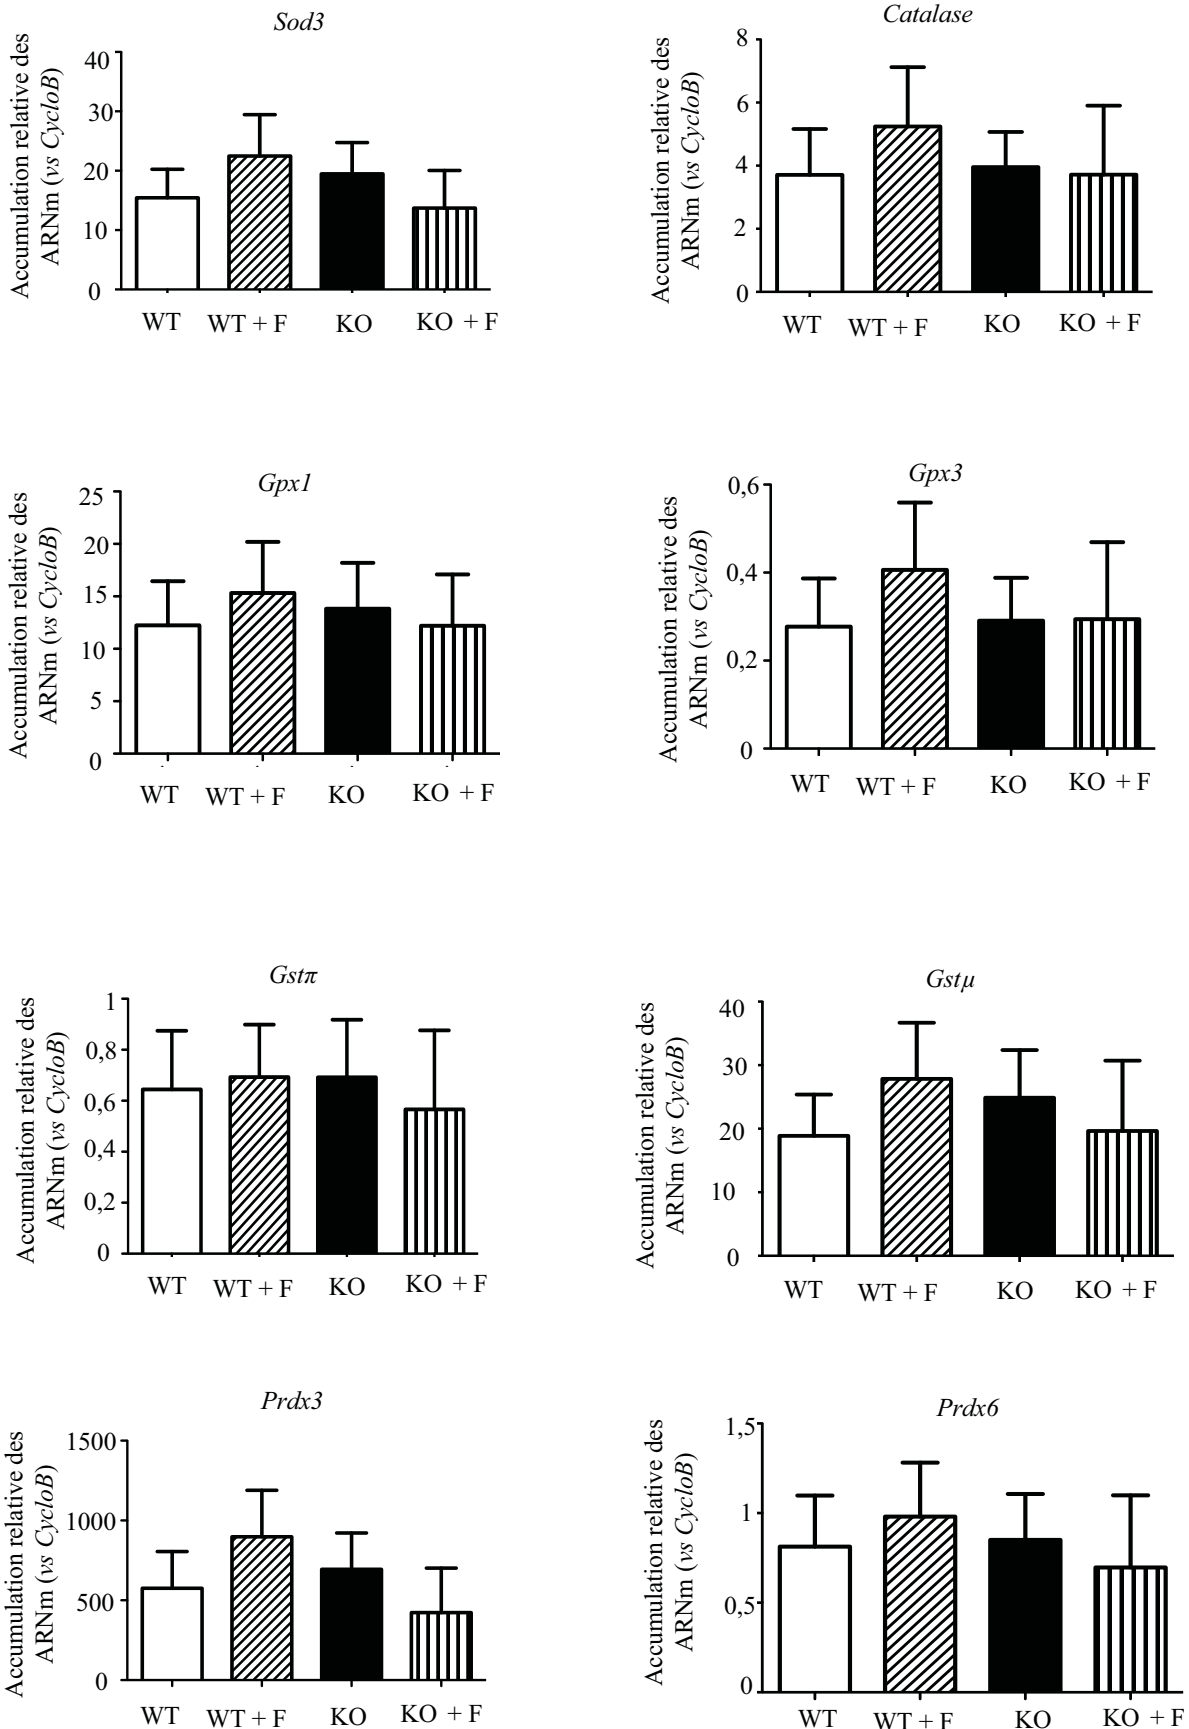 Sod3
Accumulation relative des
ARNm (vs CycloB)
40
30
20
10
0
WT WT + F KO KO + F
Catalase
Accumulation relative des
ARNm (vs CycloB)
8
6
4
2
0
WT WT + F KO KO + F
Gpx1
Accumulation relative des
ARNm (vs CycloB)
25
20
15
10
5
0
WT WT + F KO KO + F
Gpx3
Accumulation relative des
ARNm (vs CycloB)
0,6
0,4
0,2
0
WT WT + F KO KO + F
Gstπ
Accumulation relative des
ARNm (vs CycloB)
1
0,8
0,6
0,4
0,2
0
WT WT + F KO KO + F
Gstµ
Accumulation relative des
ARNm (vs CycloB)
40
30
20
10
0
WT WT + F KO KO + F
Prdx3
Accumulation relative des
ARNm (vs CycloB)
1500
1000
500
0
WT WT + F KO KO + F
Prdx6
Accumulation relative des
ARNm (vs CycloB)
1,5
1
0,5
0
WT WT + F KO KO + F